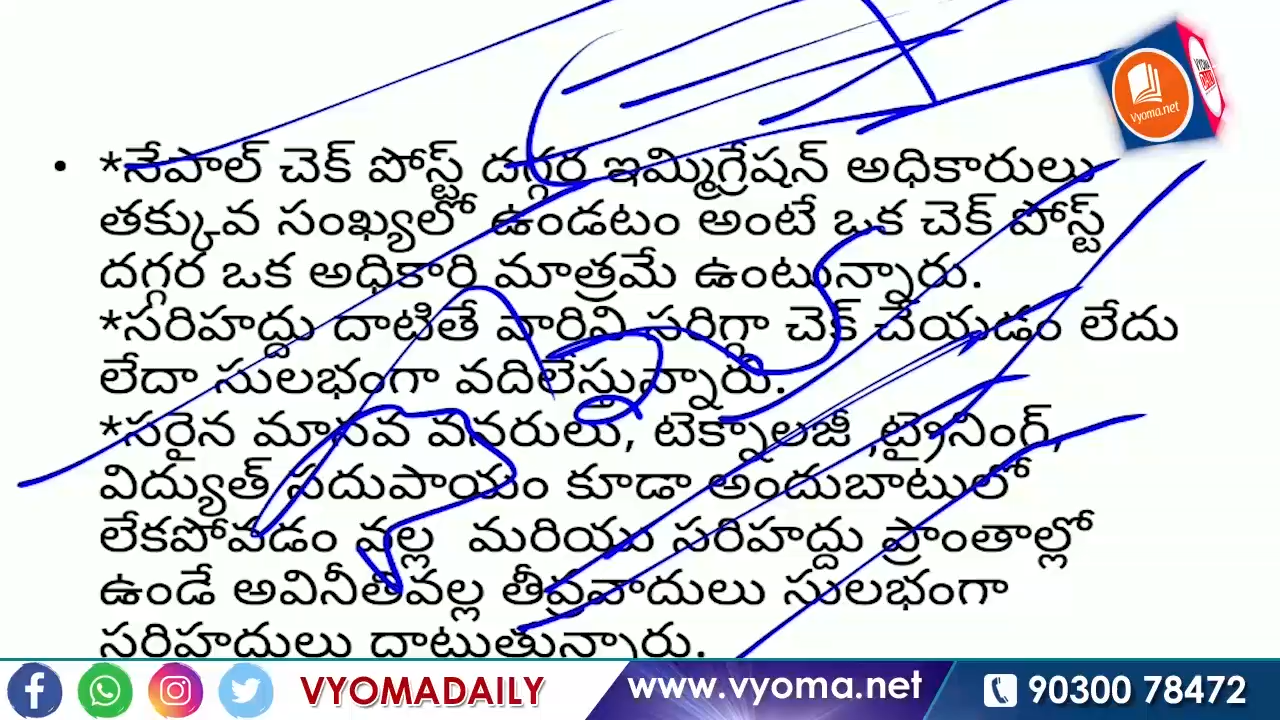 • *నేపాల్ చెక్ పోస్ట్ దగ్గర ఇమ్మిగ్రేషన్ అధికారులు
తక్కువ సంఖ్యలో ఉండటం అంటే ఒక చెక్ పోస్ట్
దగ్గర ఒక అధికారి మాత్రమే ఉంటున్నారు.
*సరిహద్దు దాటితే వారిని సరిగ్గా చెక్ చేయడం లేదు
లేదా సులభంగా వదిలేస్తున్నారు.
*సరైన మానవ వనరులు, టెక్నాలజీ ,ట్రైనింగ్,
విద్యుత్ సదుపాయం కూడా అందుబాటులో
లేకపోవడం వల్ల మరియు సరిహద్దు ప్రాంతాల్లో
ఉండే అవినీతివల్ల తీవ్రవాదులు సులభంగా
సరిహద్దులు దాటుతున్నారు.
Vyoma.net
VYOMA
DAILY
VYOMADAILY
www.vyoma.net
90300 78472